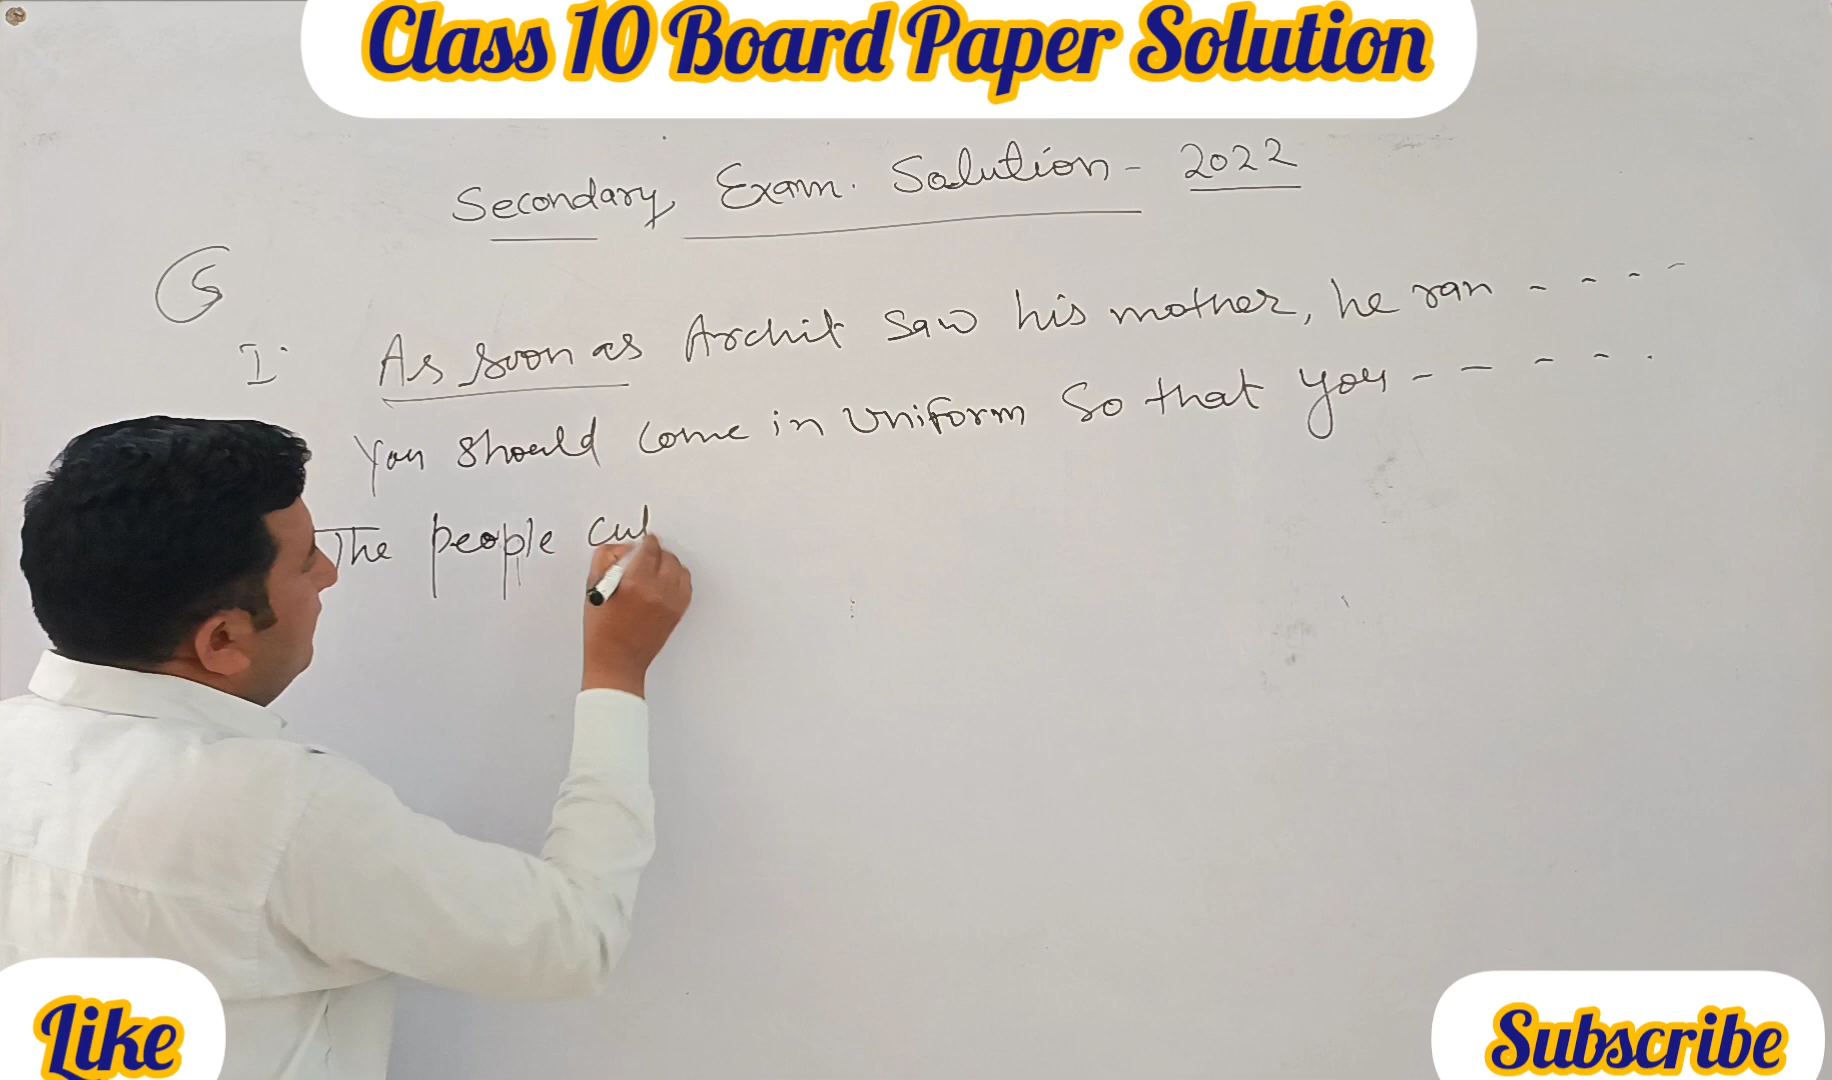 Class 10 Board Paper Solution
Secondary Exam. Solution - 2022
G
I. As soon as Archit saw his mother, he ran - - - -
You should come in Uniform So that you - - - - -
The people cut
Like
Subscribe